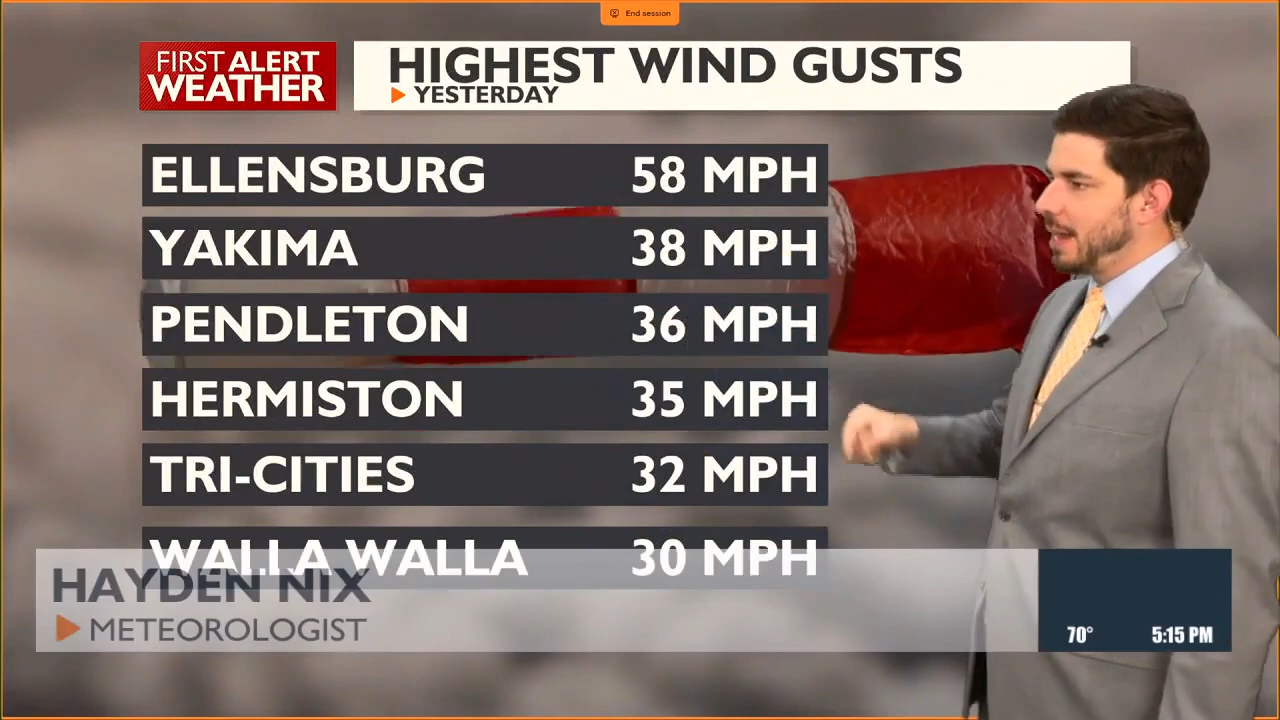 End session
FIRST ALERT
WEATHER
HIGHEST WIND GUSTS
YESTERDAY
ELLENSBURG 58 MPH
YAKIMA 38 MPH
PENDLETON 36 MPH
HERMISTON 35 MPH
TRI-CITIES 32 MPH
WALLA WALLA 30 MPH
HAYDEN NIX
METEOROLOGIST
70° 5:15 PM